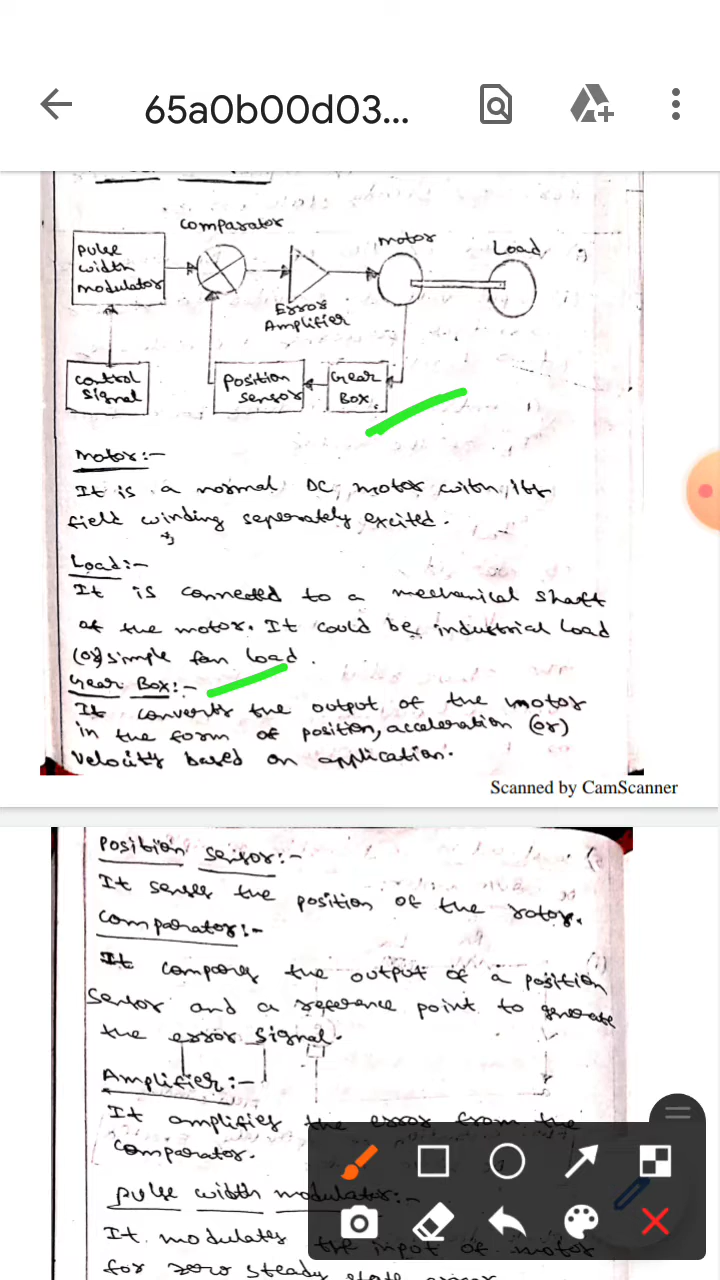 65a0b00d03...
Comparator
motor
Load
Pulse
width
modulator
Error
Amplifier
control
Signal
Position
Sensor
Gear
Box
Motor:-
It is a normal DC motor with its
field winding seperately excited.
Load:-
It is connected to a mechanical shaft
of the motor. It could be industrial load
(or) simple fan load.
Gear Box:-
It converts the output of the motor
in the form of position, acceleration (or)
velocity based on application.
Scanned by CamScanner
Position Sensor:-
It senses the position of the rotor.
Comparator:-
It compares the output of a position
Sensor and a reference point to generate
the error signal.
Amplifier:-
It amplifies the error from the
comparator.
pulse width modulator:-
It modulates the input of motor
for zero steady state error